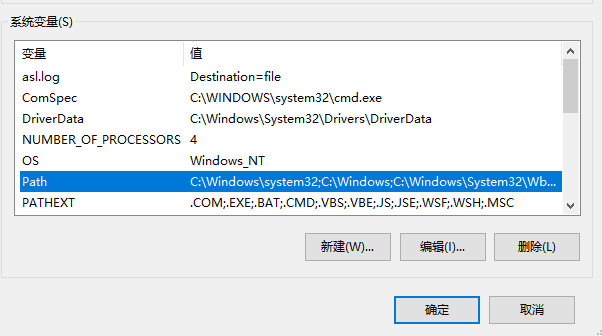 系统变量(S)
变量 值
asl.log Destination=file
ComSpec C:\WINDOWS\system32\cmd.exe
DriverData C:\Windows\System32\Drivers\DriverData
NUMBER_OF_PROCESSORS 4
OS Windows_NT
Path C:\Windows\system32;C:\Windows;C:\Windows\System32\Wb...
PATHEXT .COM;.EXE;.BAT;.CMD;.VBS;.VBE;.JS;.JSE;.WSF;.WSH;.MSC
新建(W)... 编辑(I)... 删除(L)
确定 取消